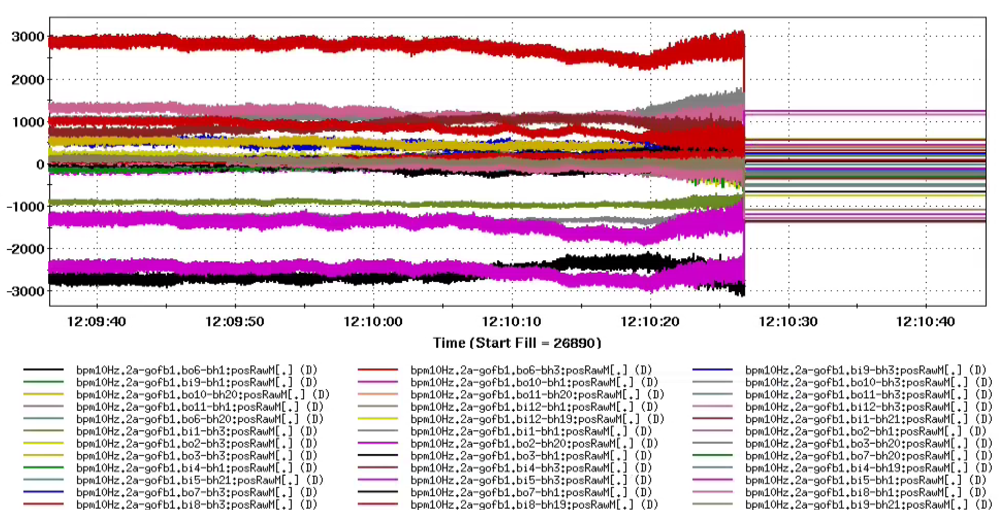 3000
2000
1000
0
-1000
-2000
-3000
12:09:40 12:09:50 12:10:00 12:10:10 12:10:20 12:10:30 12:10:40
Time (Start Fill = 26890)
bpm10Hz.2a-gofb1.bo6-bh1:posRawM[.] (D) bpm10Hz.2a-gofb1.bo6-bh3:posRawM[.] (D) bpm10Hz.2a-gofb1.bi9-bh3:posRawM[.] (D)
bpm10Hz.2a-gofb1.bi9-bh1:posRawM[.] (D) bpm10Hz.2a-gofb1.bo10-bh1:posRawM[.] (D) bpm10Hz.2a-gofb1.bo10-bh3:posRawM[.] (D)
bpm10Hz.2a-gofb1.bo10-bh20:posRawM[.] (D) bpm10Hz.2a-gofb1.bo11-bh20:posRawM[.] (D) bpm10Hz.2a-gofb1.bo11-bh3:posRawM[.] (D)
bpm10Hz.2a-gofb1.bo11-bh1:posRawM[.] (D) bpm10Hz.2a-gofb1.bi12-bh1:posRawM[.] (D) bpm10Hz.2a-gofb1.bi12-bh3:posRawM[.] (D)
bpm10Hz.2a-gofb1.bo6-bh20:posRawM[.] (D) bpm10Hz.2a-gofb1.bi12-bh19:posRawM[.] (D) bpm10Hz.2a-gofb1.bi1-bh21:posRawM[.] (D)
bpm10Hz.2a-gofb1.bi1-bh3:posRawM[.] (D) bpm10Hz.2a-gofb1.bi1-bh1:posRawM[.] (D) bpm10Hz.2a-gofb1.bo2-bh1:posRawM[.] (D)
bpm10Hz.2a-gofb1.bo2-bh3:posRawM[.] (D) bpm10Hz.2a-gofb1.bo2-bh20:posRawM[.] (D) bpm10Hz.2a-gofb1.bo3-bh20:posRawM[.] (D)
bpm10Hz.2a-gofb1.bo3-bh3:posRawM[.] (D) bpm10Hz.2a-gofb1.bo3-bh1:posRawM[.] (D) bpm10Hz.2a-gofb1.bo7-bh20:posRawM[.] (D)
bpm10Hz.2a-gofb1.bi4-bh1:posRawM[.] (D) bpm10Hz.2a-gofb1.bi4-bh3:posRawM[.] (D) bpm10Hz.2a-gofb1.bi4-bh19:posRawM[.] (D)
bpm10Hz.2a-gofb1.bi5-bh21:posRawM[.] (D) bpm10Hz.2a-gofb1.bi5-bh3:posRawM[.] (D) bpm10Hz.2a-gofb1.bi5-bh1:posRawM[.] (D)
bpm10Hz.2a-gofb1.bo7-bh3:posRawM[.] (D) bpm10Hz.2a-gofb1.bo7-bh1:posRawM[.] (D) bpm10Hz.2a-gofb1.bi8-bh1:posRawM[.] (D)
bpm10Hz.2a-gofb1.bi8-bh3:posRawM[.] (D) bpm10Hz.2a-gofb1.bi8-bh19:posRawM[.] (D) bpm10Hz.2a-gofb1.bi9-bh21:posRawM[.] (D)